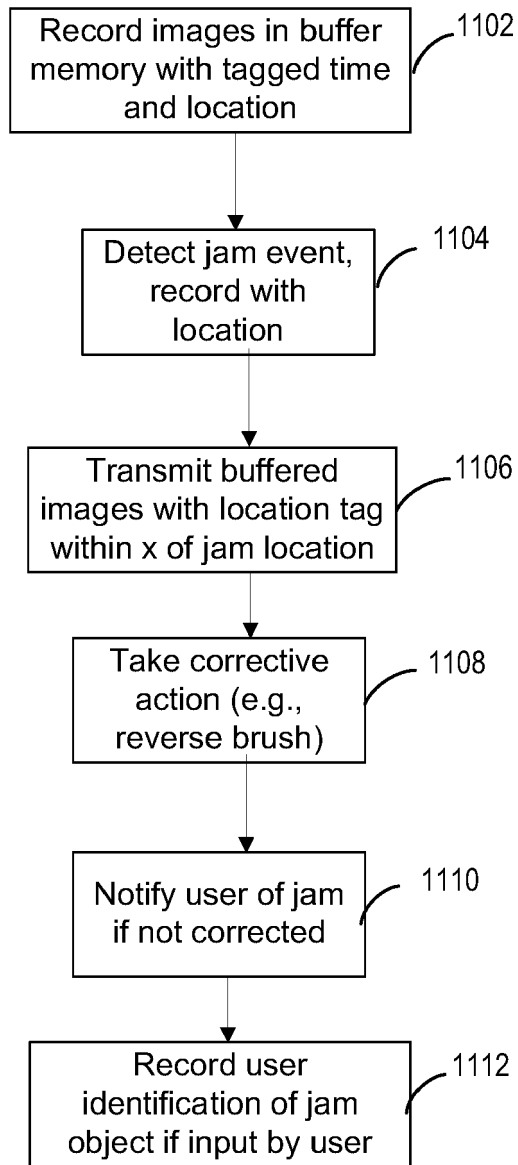 Record images in buffer
memory with tagged time
and location
1102
Detect jam event,
record with
location
1104
Transmit buffered
images with location tag
within x of jam location
1106
Take corrective
action (e.g.,
reverse brush)
1108
Notify user of jam
if not corrected
1110
Record user
identification of jam
object if input by user
1112